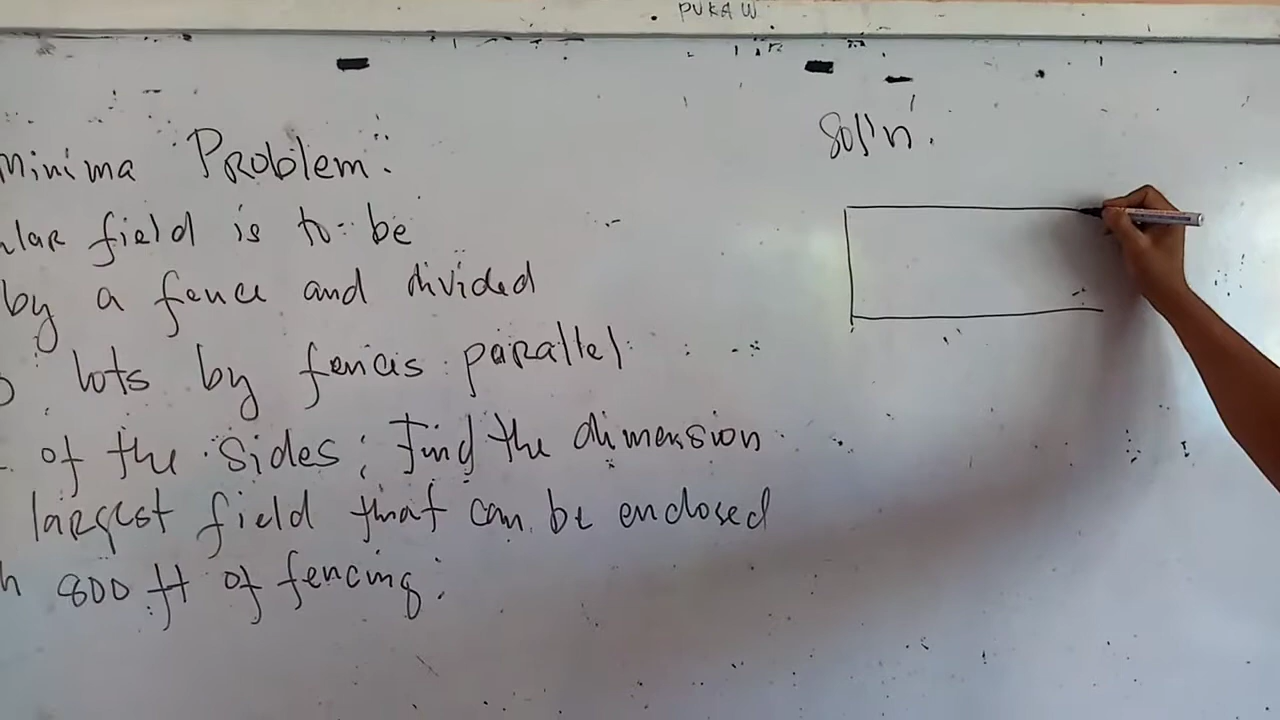 PUKAW
minima Problem.
Sol'n.
lar field is to be
by a fence and divided
lots by fences parallel
of the sides; Find the dimension
largest field that can be enclosed
h 800 ft of fencing.